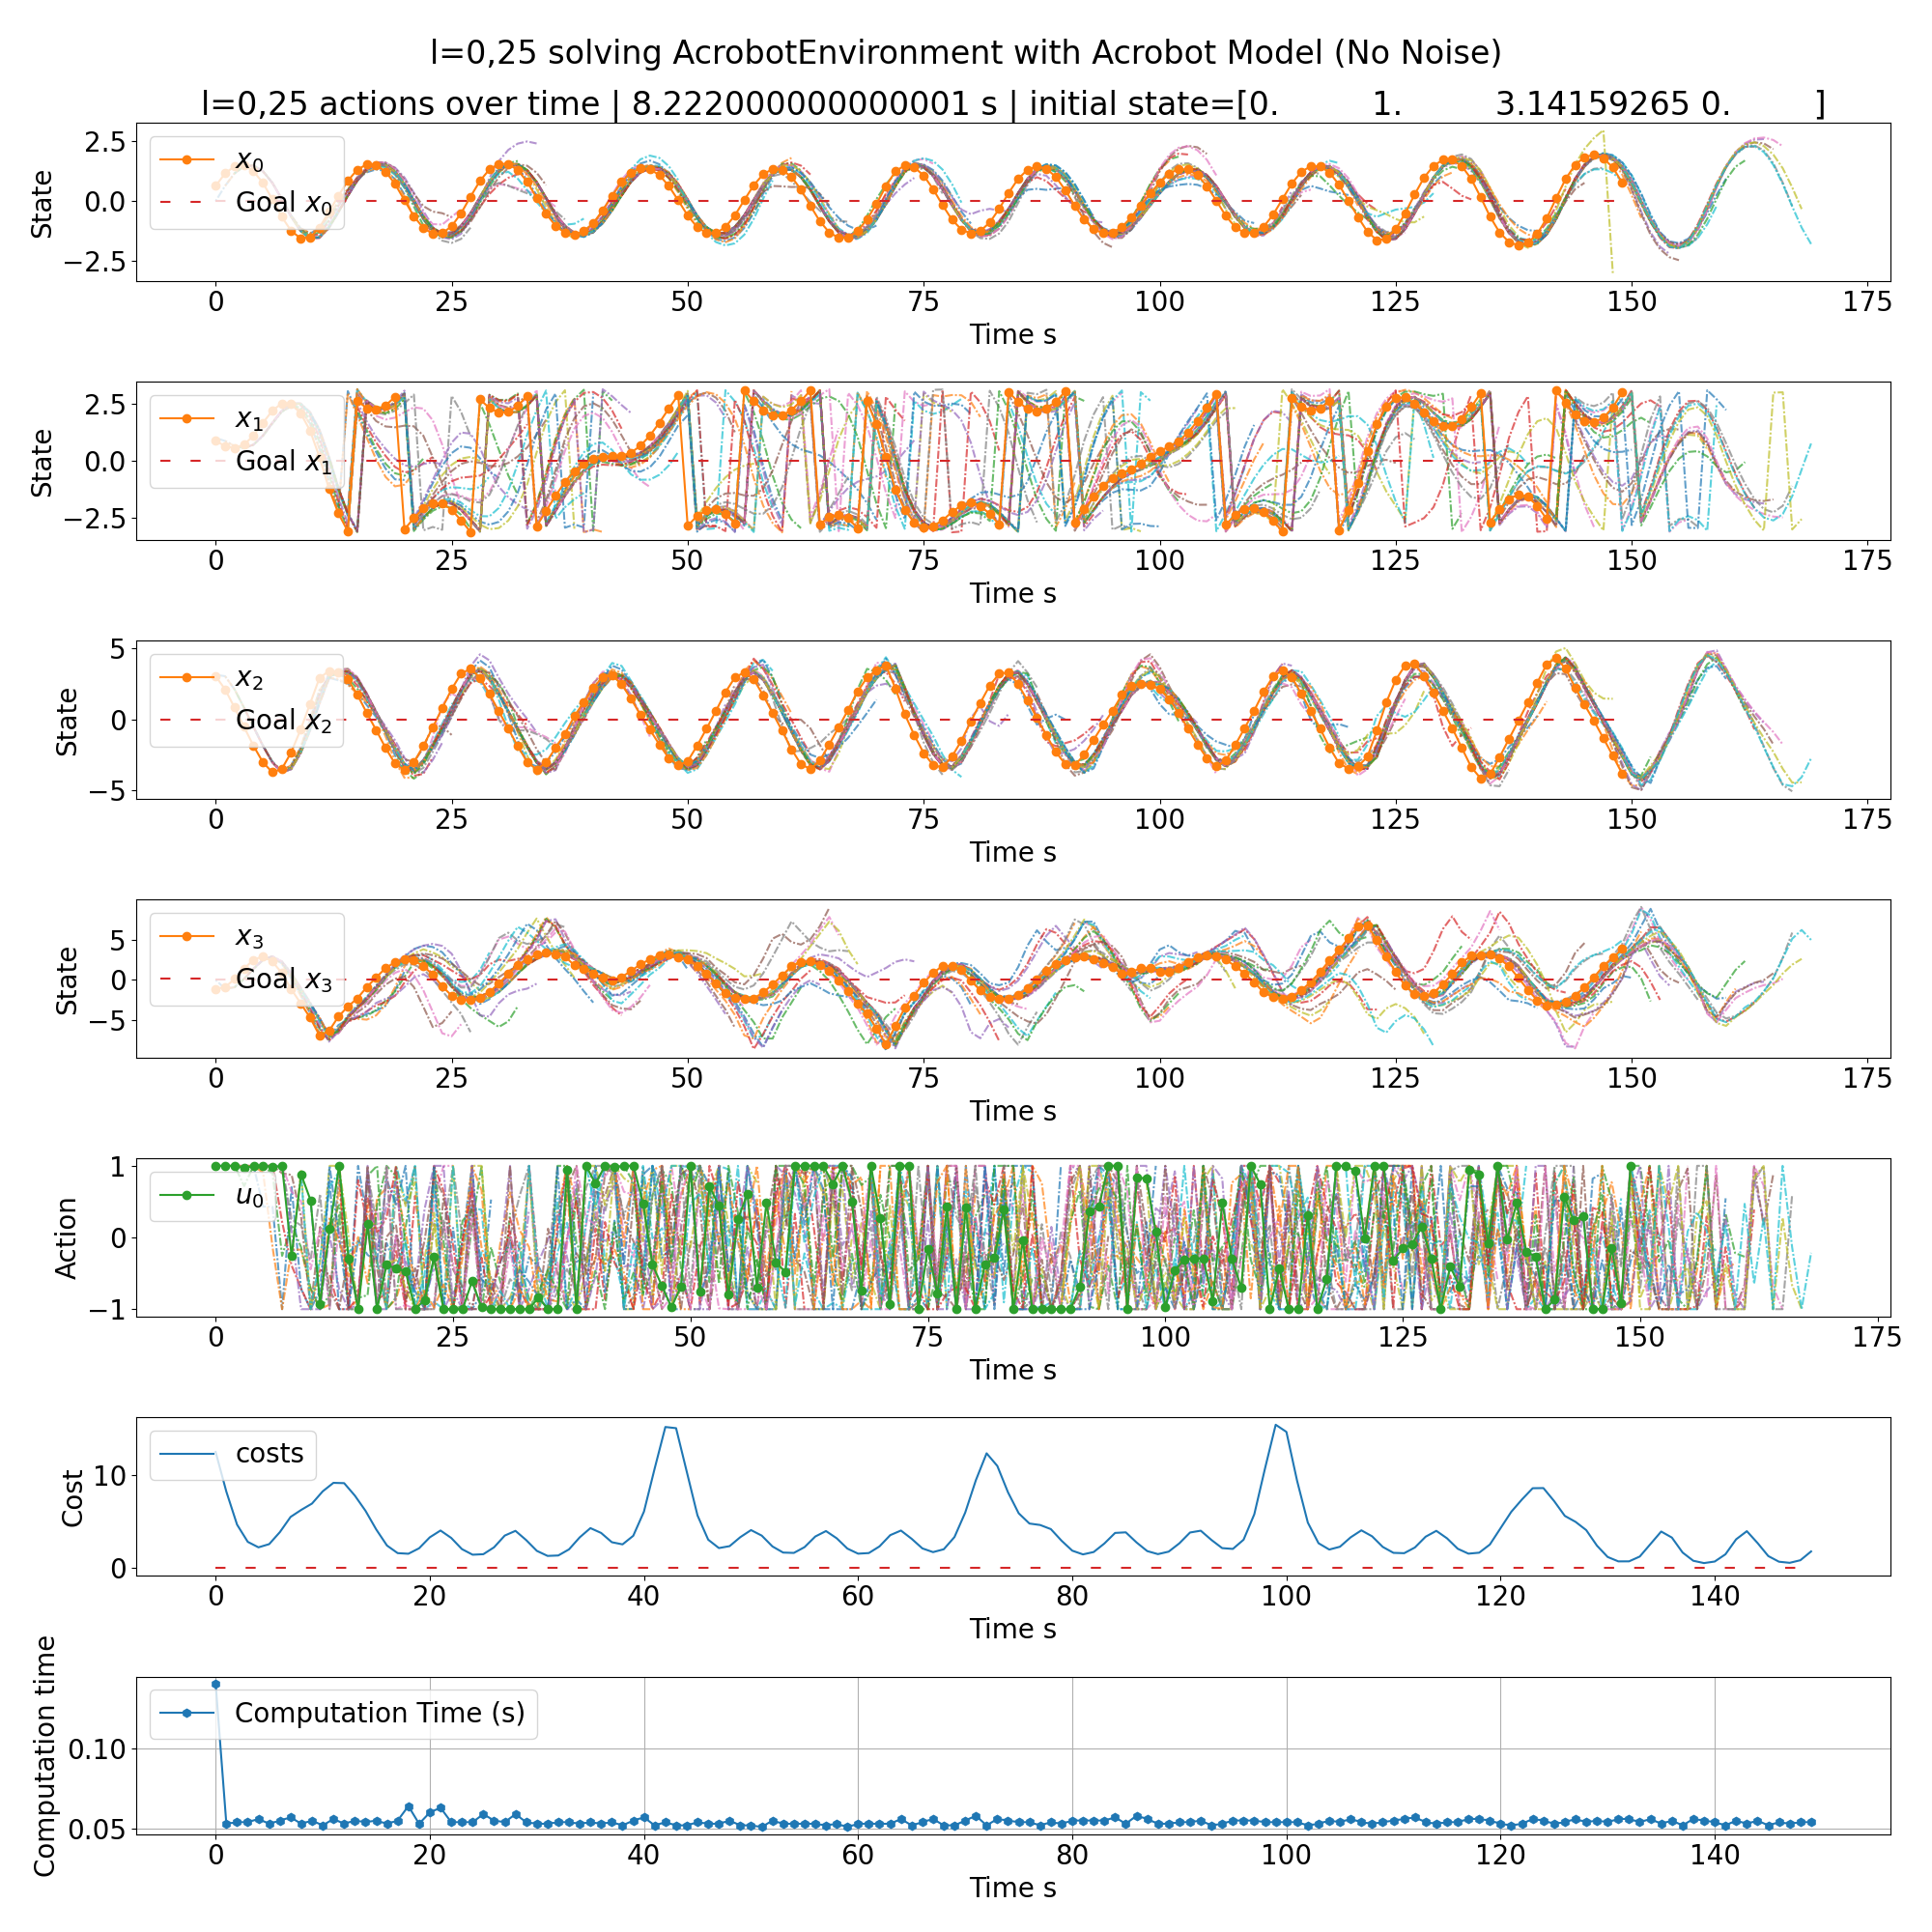 l=0,25 solving AcrobotEnvironment with Acrobot Model (No Noise)
l=0,25 actions over time | 8.222000000000001 s | initial state=[0. 1. 3.14159265 0. ]
State
2.5
0.0
−2.5
x0
Goal x0
0 25 50 75 100 125 150 175
Time s
State
2.5
0.0
−2.5
x1
Goal x1
0 25 50 75 100 125 150 175
Time s
State
5
0
−5
x2
Goal x2
0 25 50 75 100 125 150 175
Time s
State
5
0
−5
x3
Goal x3
0 25 50 75 100 125 150 175
Time s
Action
1
0
−1
u0
0 25 50 75 100 125 150 175
Time s
Cost
10
0
costs
0 20 40 60 80 100 120 140
Time s
Computation time
0.10
0.05
Computation Time (s)
0 20 40 60 80 100 120 140
Time s